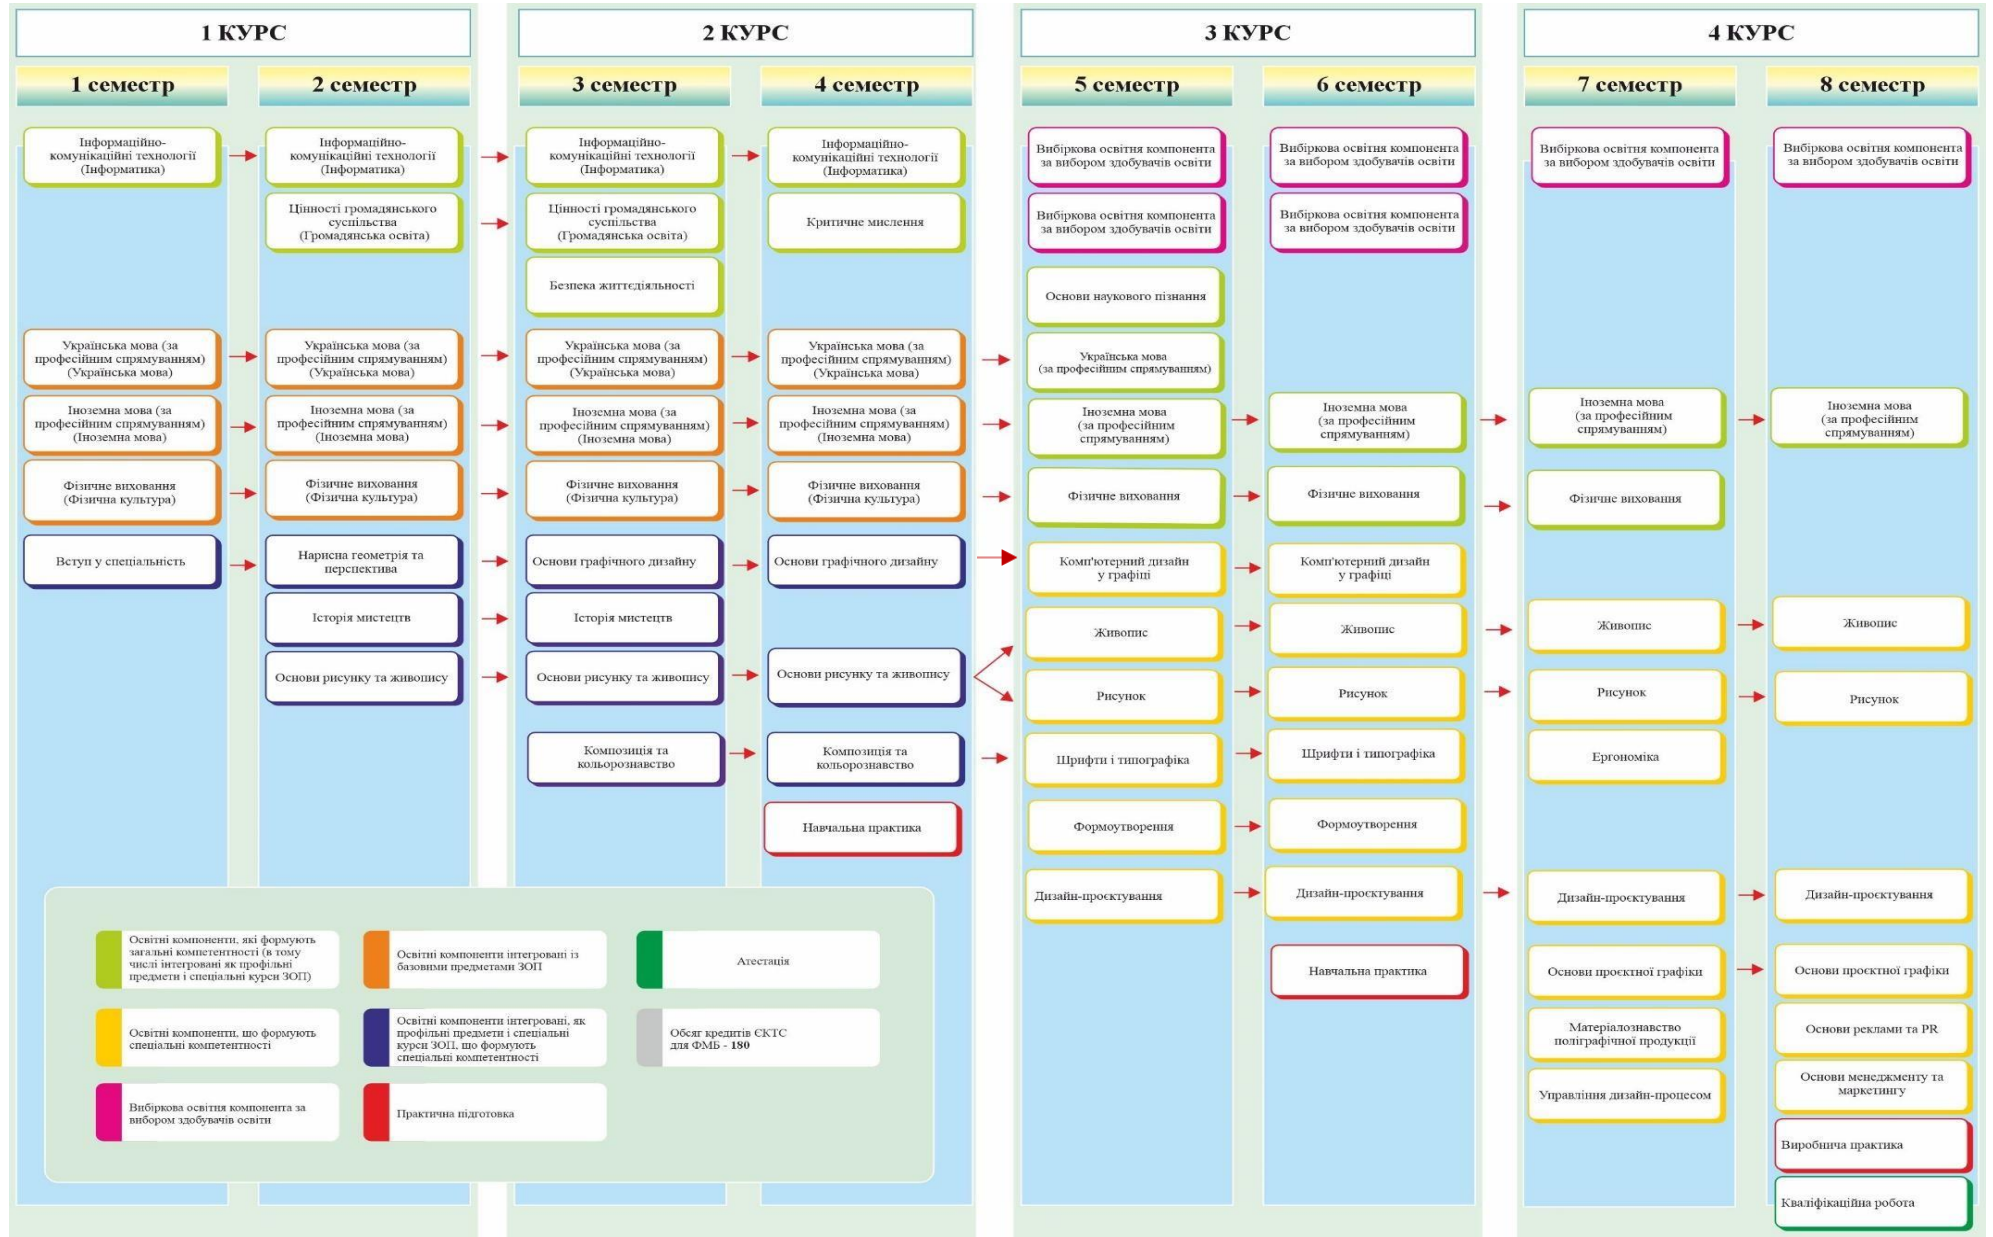 1 КУРС
2 КУРС
3 КУРС
4 КУРС
1 семестр
2 семестр
3 семестр
4 семестр
5 семестр
6 семестр
7 семестр
8 семестр
Інформаційно-
комунікаційні технології
(Інформатика)
Українська мова (за
професійним спрямуванням)
(Українська мова)
Іноземна мова (за
професійним спрямуванням)
(Іноземна мова)
Фізичне виховання
(Фізична культура)
Вступ у спеціальність
Інформаційно-
комунікаційні технології
(Інформатика)
Цінності громадянського
суспільства
(Громадянська освіта)
Українська мова (за
професійним спрямуванням)
(Українська мова)
Іноземна мова (за
професійним спрямуванням)
(Іноземна мова)
Фізичне виховання
(Фізична культура)
Нарисна геометрія та
перспектива
Історія мистецтв
Основи рисунку та живопису
Інформаційно-
комунікаційні технології
(Інформатика)
Цінності громадянського
суспільства
(Громадянська освіта)
Безпека життєдіяльності
Українська мова (за
професійним спрямуванням)
(Українська мова)
Іноземна мова (за
професійним спрямуванням)
(Іноземна мова)
Фізичне виховання
(Фізична культура)
Основи графічного дизайну
Історія мистецтв
Основи рисунку та живопису
Композиція та
кольорознавство
Інформаційно-
комунікаційні технології
(Інформатика)
Критичне мислення
Українська мова (за
професійним спрямуванням)
(Українська мова)
Іноземна мова (за
професійним спрямуванням)
(Іноземна мова)
Фізичне виховання
(Фізична культура)
Основи графічного дизайну
Основи рисунку та живопису
Композиція та
кольорознавство
Навчальна практика
Вибіркова освітня компонента
за вибором здобувачів освіти
Вибіркова освітня компонента
за вибором здобувачів освіти
Основи наукового пізнання
Українська мова
(за професійним спрямуванням)
Іноземна мова
(за професійним
спрямуванням)
Фізичне виховання
Комп'ютерний дизайн
у графіці
Живопис
Рисунок
Шрифти і типографіка
Формоутворення
Дизайн-проєктування
Вибіркова освітня компонента
за вибором здобувачів освіти
Вибіркова освітня компонента
за вибором здобувачів освіти
Іноземна мова
(за професійним
спрямуванням)
Фізичне виховання
Комп'ютерний дизайн
у графіці
Живопис
Рисунок
Шрифти і типографіка
Формоутворення
Дизайн-проєктування
Навчальна практика
Вибіркова освітня компонента
за вибором здобувачів освіти
Іноземна мова
(за професійним
спрямуванням)
Фізичне виховання
Живопис
Рисунок
Ергономіка
Дизайн-проєктування
Основи проєктної графіки
Матеріалознавство
поліграфічної продукції
Управління дизайн-процесом
Вибіркова освітня компонента
за вибором здобувачів освіти
Іноземна мова
(за професійним
спрямуванням)
Живопис
Рисунок
Дизайн-проєктування
Основи проєктної графіки
Основи реклами та PR
Основи менеджменту та
маркетингу
Виробнича практика
Кваліфікаційна робота
Освітні компоненти, які формують
загальні компетентності (в тому
числі інтегровані як профільні
предмети і спеціальні курси ЗОП)
Освітні компоненти, що формують
спеціальні компетентності
Вибіркова освітня компонента за
вибором здобувачів освіти
Освітні компоненти інтегровані із
базовими предметами ЗОП
Освітні компоненти інтегровані, як
профільні предмети і спеціальні
курси ЗОП, що формують
спеціальні компетентності
Практична підготовка
Атестація
Обсяг кредитів ЄКТС
для ФМБ - 180